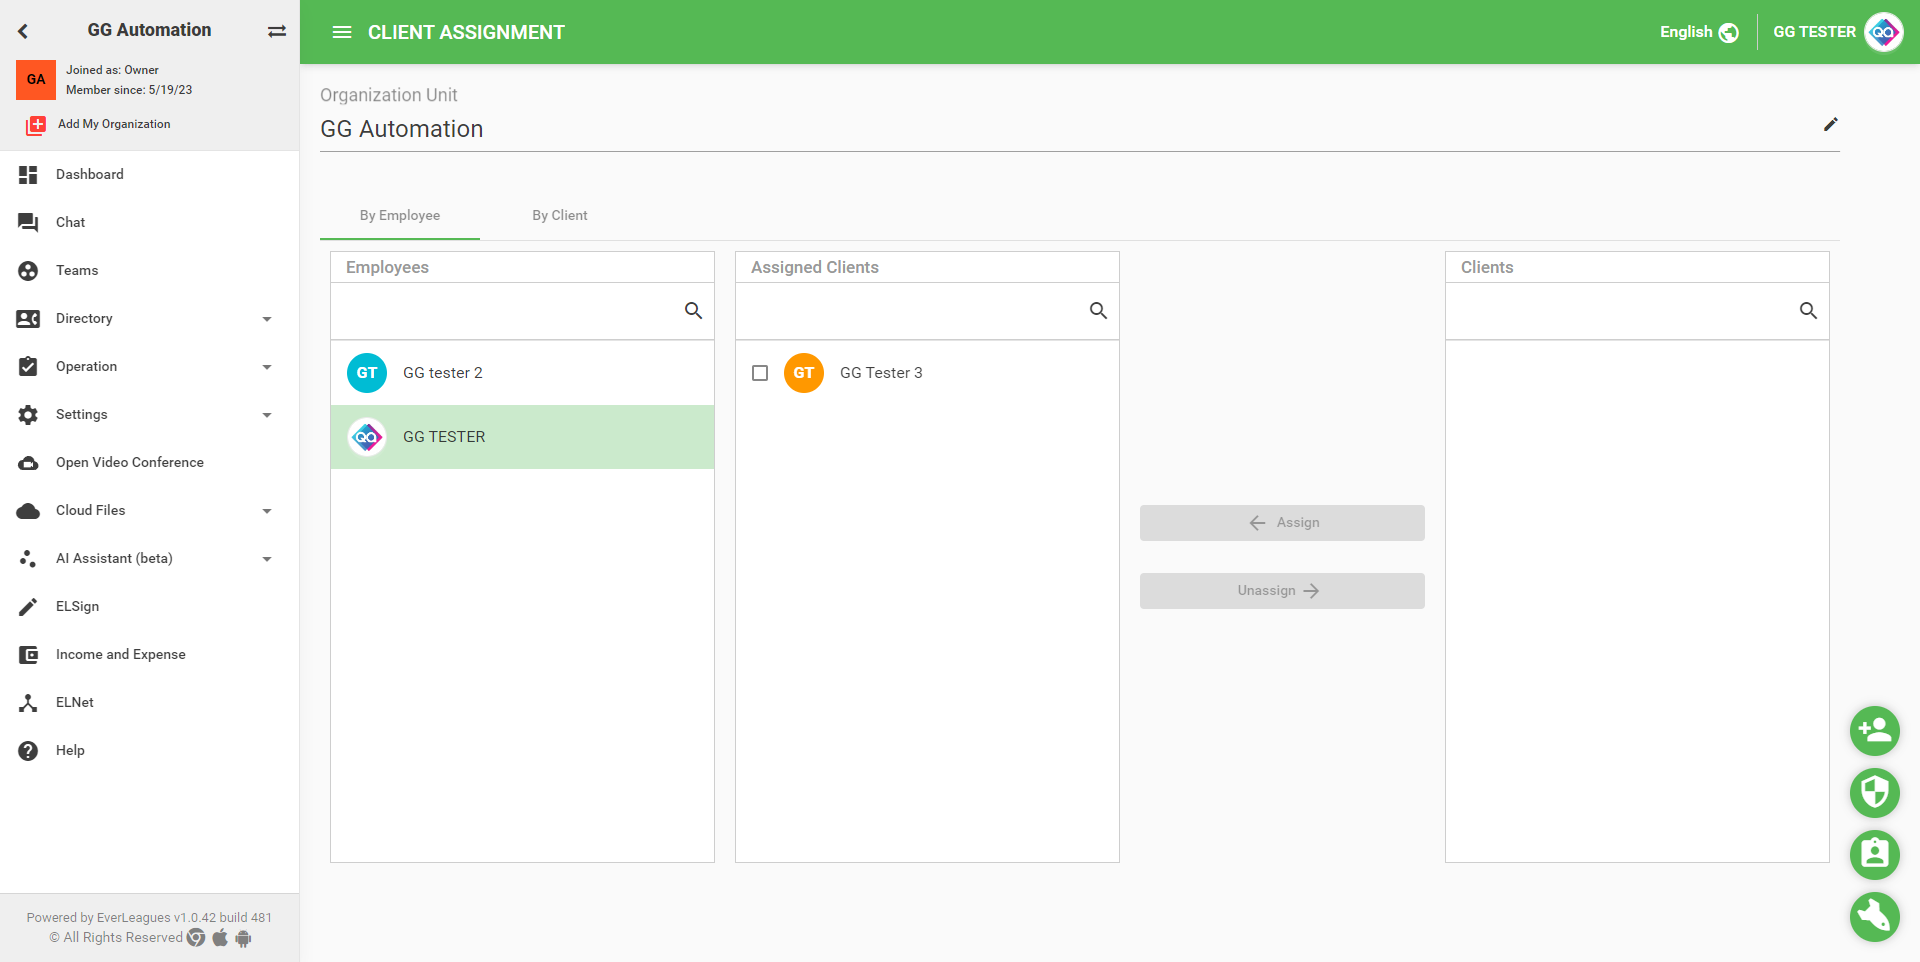 GG Automation
GA
Joined as: Owner
Member since: 5/19/23
Add My Organization
Dashboard
Chat
Teams
Directory
Operation
Settings
Open Video Conference
Cloud Files
AI Assistant (beta)
ELSign
Income and Expense
ELNet
Help
Powered by EverLeagues v1.0.42 build 481
© All Rights Reserved
CLIENT ASSIGNMENT
English
GG TESTER
QA
Organization Unit
GG Automation
By Employee
By Client
Employees
GT GG tester 2
QA GG TESTER
Assigned Clients
GT GG Tester 3
Assign
Unassign
Clients